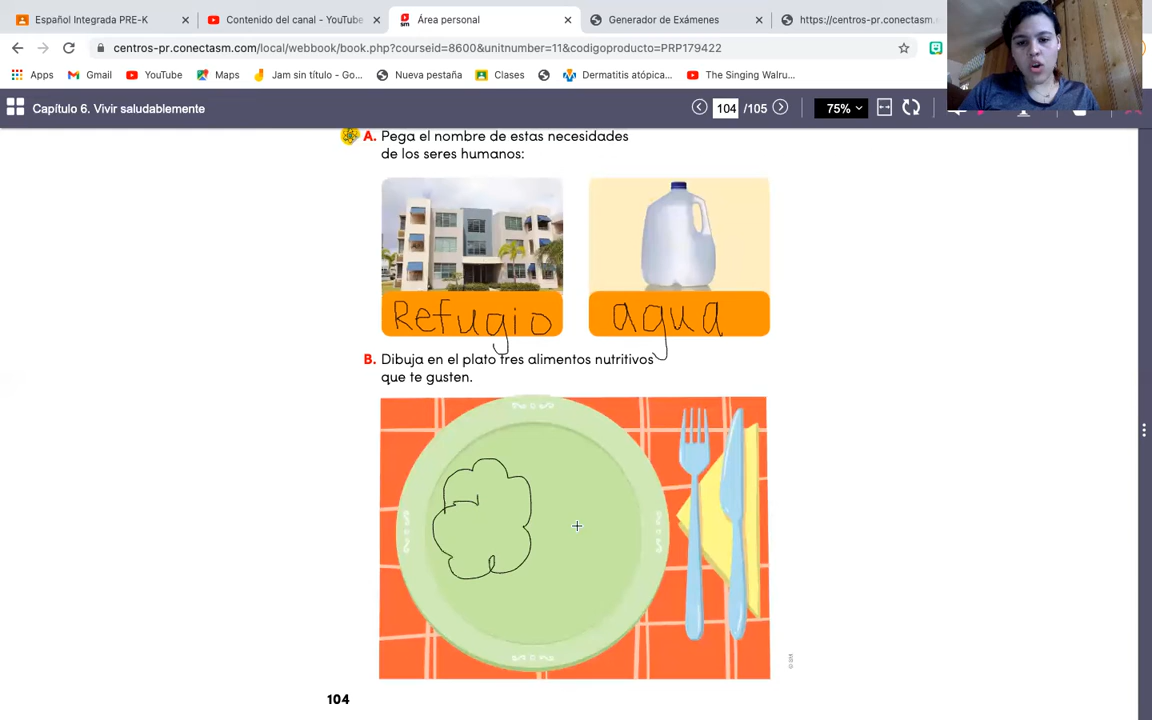 Español Integrada PRE-K
Contenido del canal - YouTube
Área personal
Generador de Exámenes
https://centros-pr.conectasm.
centros-pr.conectasm.com/local/webbook/book.php?courseid=8600&unitnumber=11&codigoproducto=PRP179422
Apps
Gmail
YouTube
Maps
Jam sin título - Go...
Nueva pestaña
Clases
Dermatitis atópica...
The Singing Walrus...
Capítulo 6. Vivir saludablemente
104 /105
75%
A. Pega el nombre de estas necesidades
de los seres humanos:
Refugio
agua
B. Dibuja en el plato tres alimentos nutritivos
que te gusten.
© SM
104